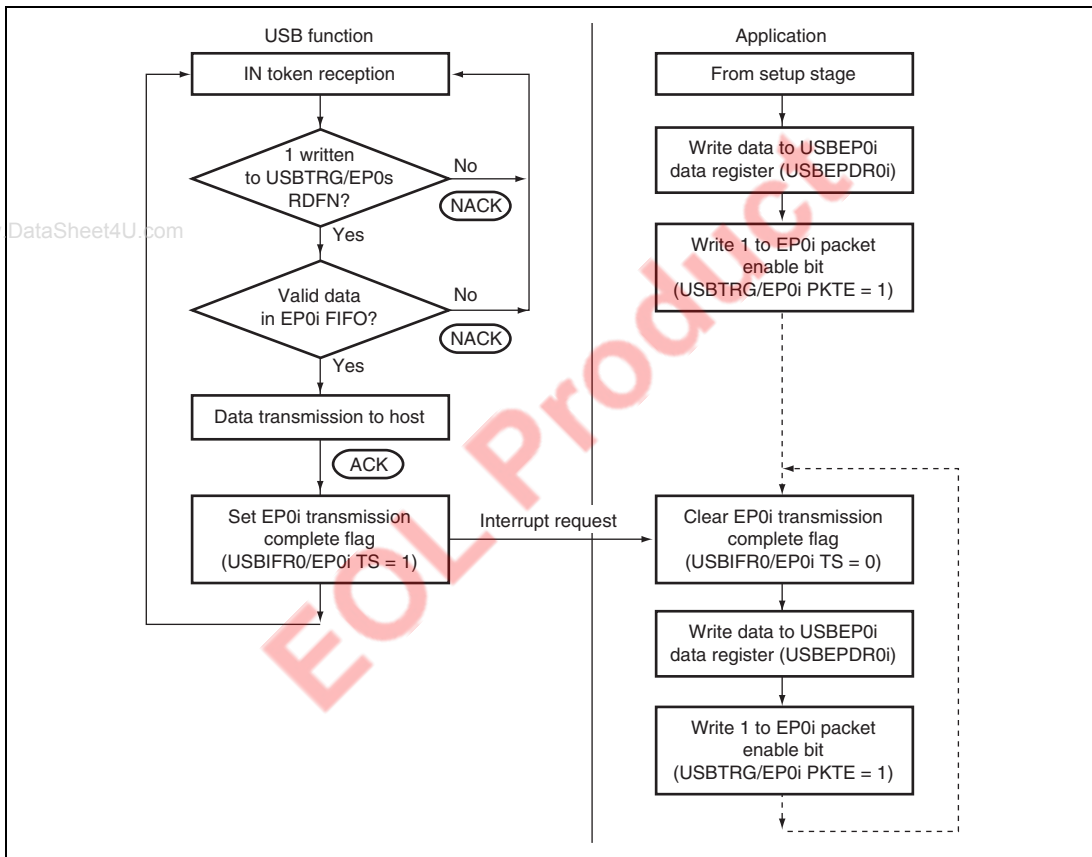 USB function
IN token reception
1 written
to USBTRG/EP0s
RDFN?
No
NACK
Yes
Valid data
in EP0i FIFO?
No
NACK
Yes
Data transmission to host
ACK
Set EP0i transmission
complete flag
(USBIFR0/EP0i TS = 1)
Interrupt request
Application
From setup stage
Write data to USBEP0i
data register (USBEPDR0i)
Write 1 to EP0i packet
enable bit
(USBTRG/EP0i PKTE = 1)
Clear EP0i transmission
complete flag
(USBIFR0/EP0i TS = 0)
Write data to USBEP0i
data register (USBEPDR0i)
Write 1 to EP0i packet
enable bit
(USBTRG/EP0i PKTE = 1)
EOL Product
.DataSheet4U.com